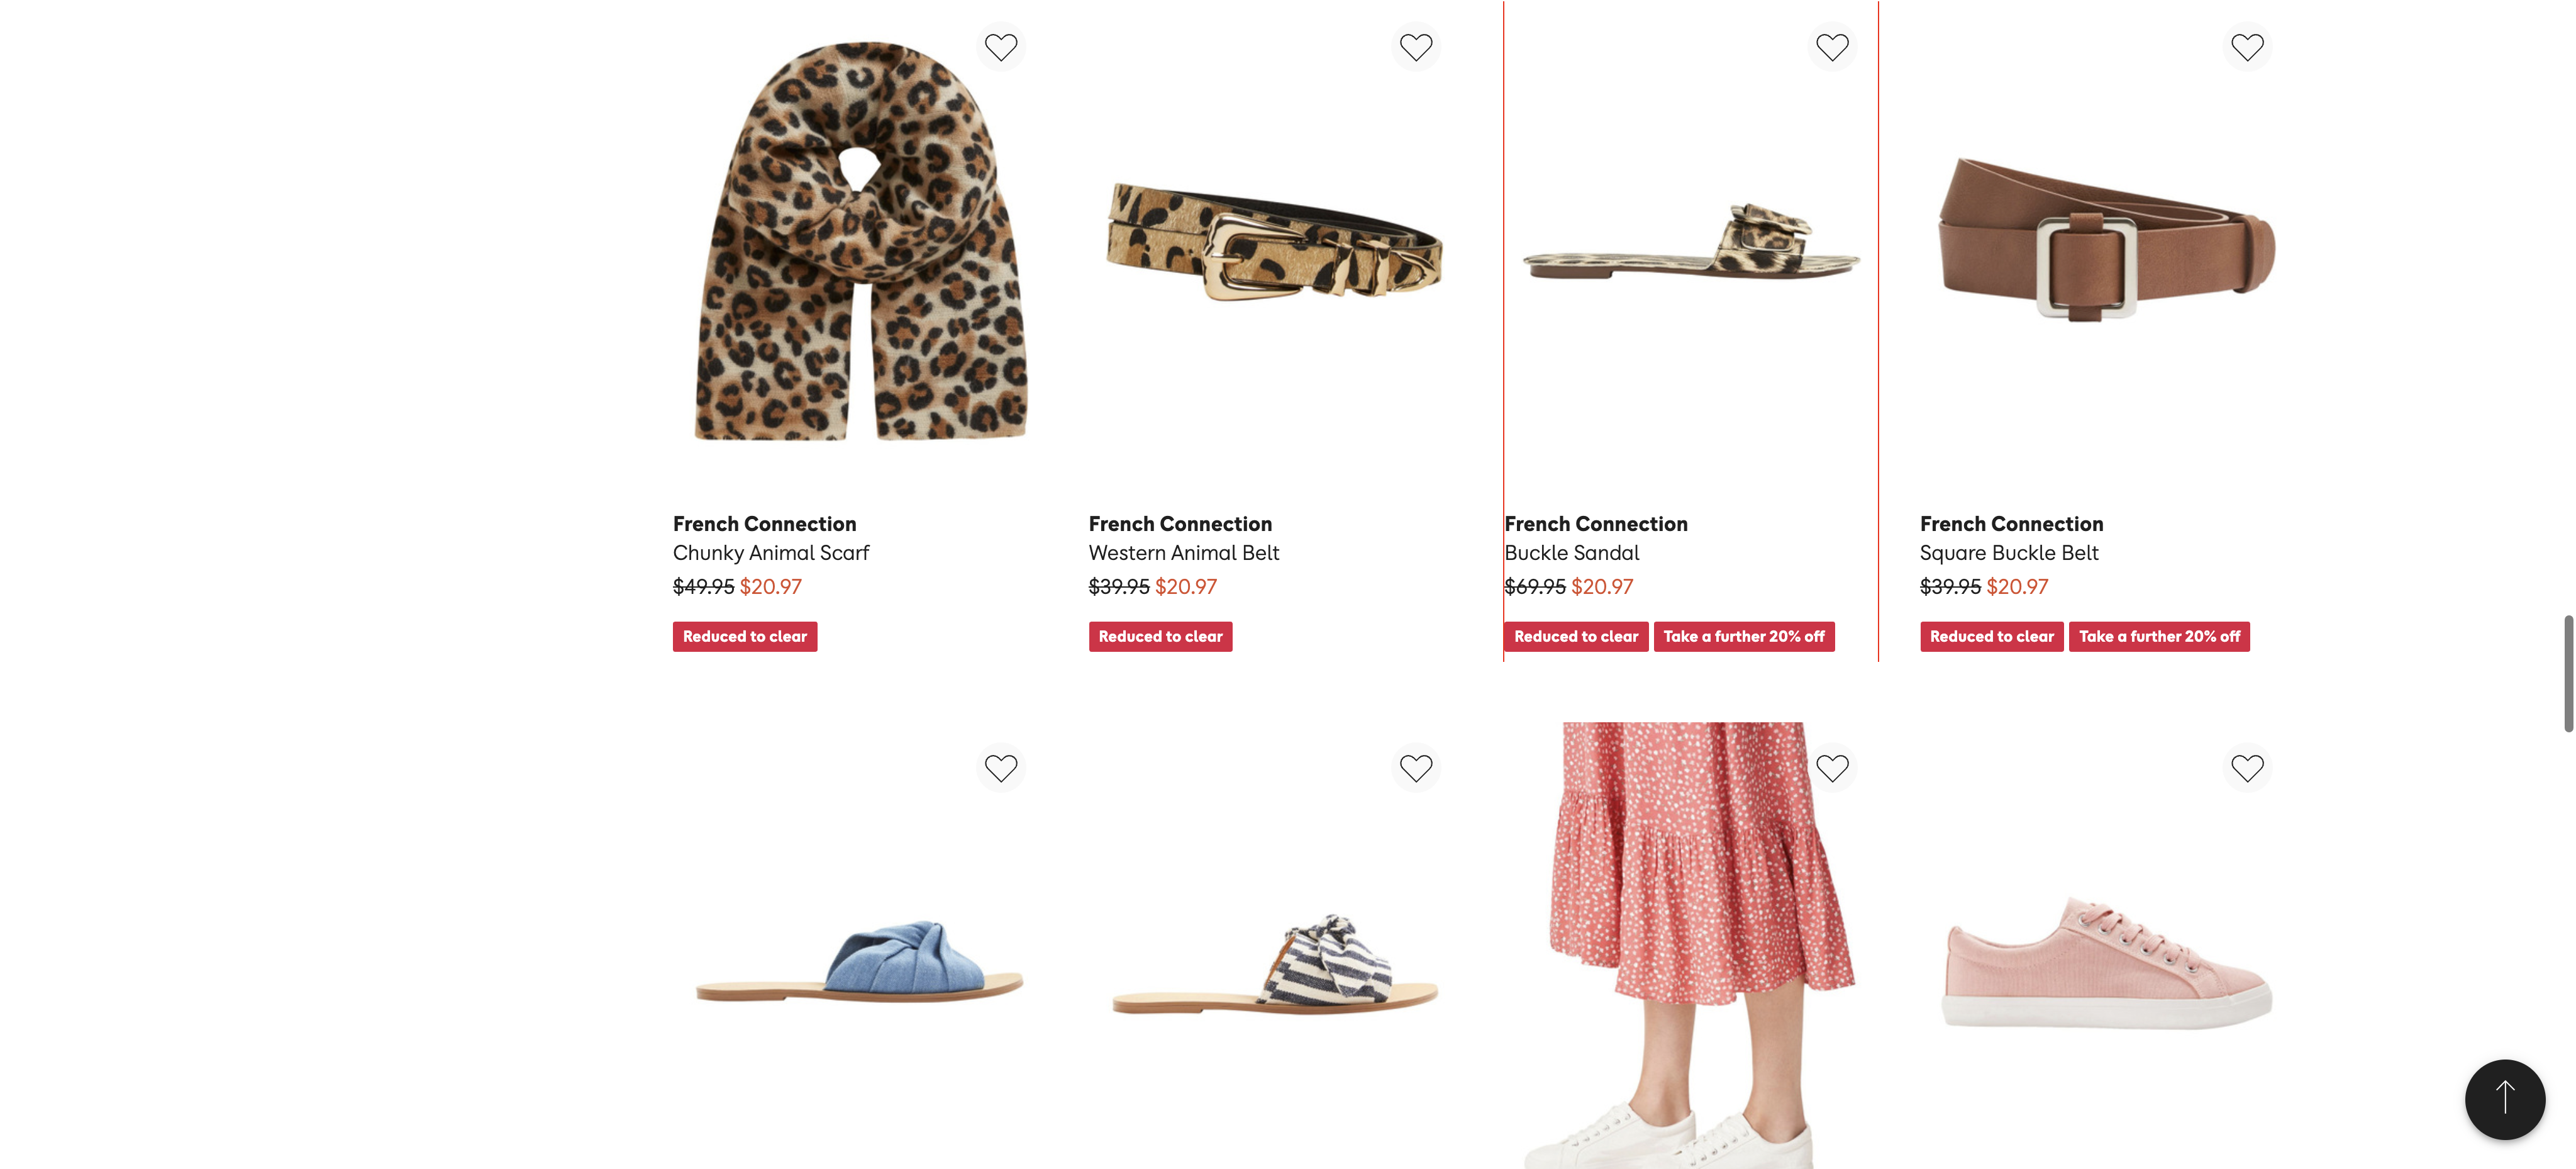 French Connection
Chunky Animal Scarf
$49.95 $20.97
Reduced to clear
French Connection
Western Animal Belt
$39.95 $20.97
Reduced to clear
French Connection
Buckle Sandal
$69.95 $20.97
Reduced to clear Take a further 20% off
French Connection
Square Buckle Belt
$39.95 $20.97
Reduced to clear Take a further 20% off